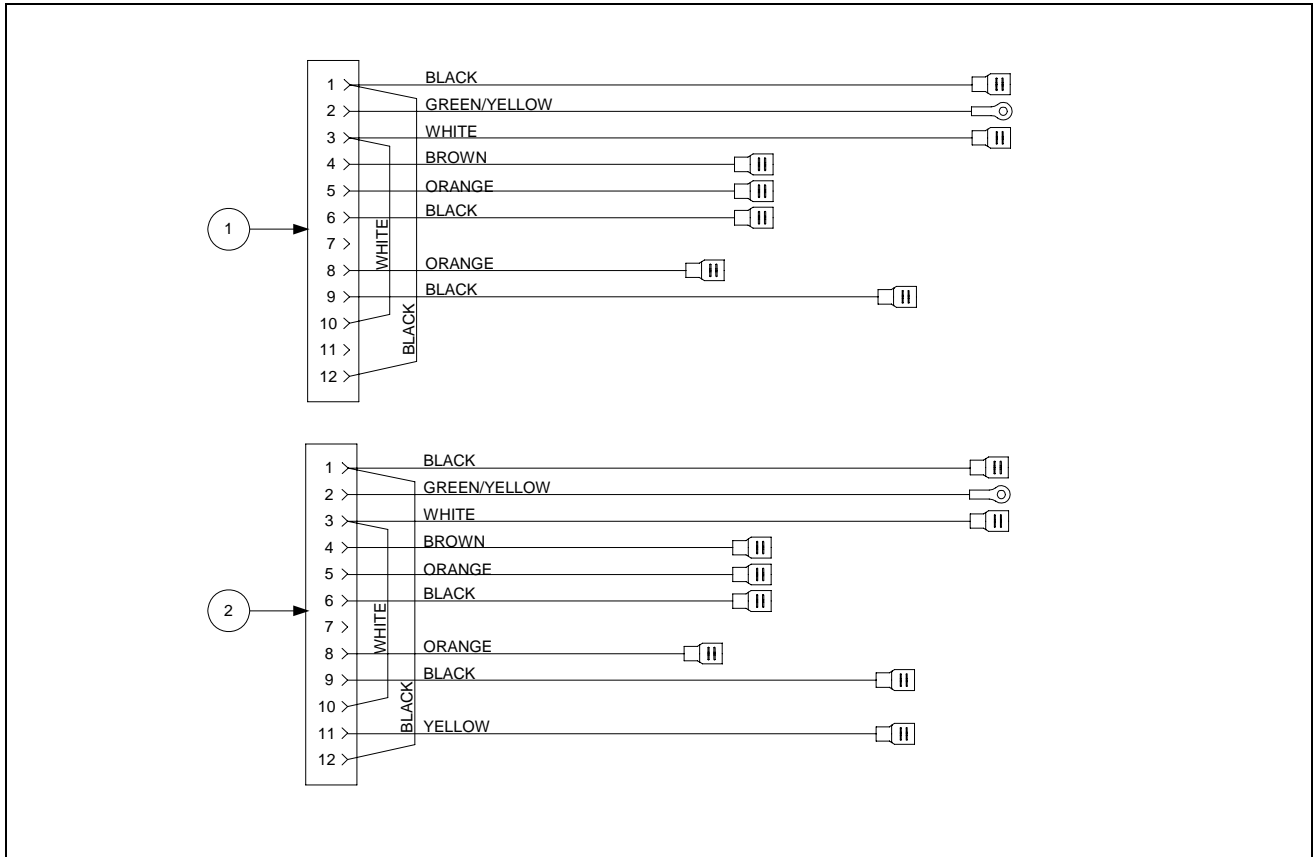 1 BLACK
2 GREEN/YELLOW
3 WHITE
4 BROWN
5 ORANGE
6 BLACK
7
8 ORANGE
9 BLACK
10
11
12
WHITE
BLACK
1
1 BLACK
2 GREEN/YELLOW
3 WHITE
4 BROWN
5 ORANGE
6 BLACK
7
8 ORANGE
9 BLACK
10
11 YELLOW
12
WHITE
BLACK
2